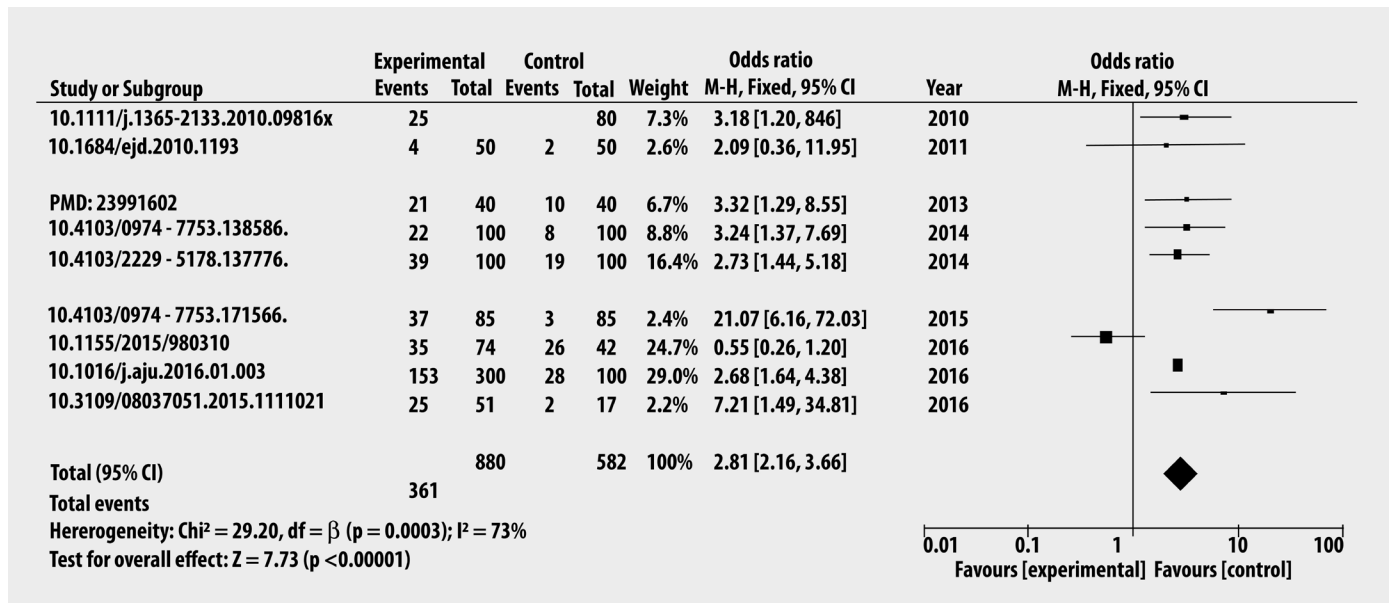 Experimental Control Odds ratio Odds ratio
Study or Subgroup Events Total Events Total Weight M-H, Fixed, 95% CI Year M-H, Fixed, 95% CI
10.1111/j.1365-2133.2010.09816x 25 80 7.3% 3.18 [1.20, 846] 2010
10.1684/ejd.2010.1193 4 50 2 50 2.6% 2.09 [0.36, 11.95] 2011
PMD: 23991602 21 40 10 40 6.7% 3.32 [1.29, 8.55] 2013
10.4103/0974 - 7753.138586. 22 100 8 100 8.8% 3.24 [1.37, 7.69] 2014
10.4103/2229 - 5178.137776. 39 100 19 100 16.4% 2.73 [1.44, 5.18] 2014
10.4103/0974 - 7753.171566. 37 85 3 85 2.4% 21.07 [6.16, 72.03] 2015
10.1155/2015/980310 35 74 26 42 24.7% 0.55 [0.26, 1.20] 2016
10.1016/j.aju.2016.01.003 153 300 28 100 29.0% 2.68 [1.64, 4.38] 2016
10.3109/08037051.2015.1111021 25 51 2 17 2.2% 7.21 [1.49, 34.81] 2016
Total (95% CI) 880 582 100% 2.81 [2.16, 3.66]
Total events 361
Hererogeneity: Chi² = 29.20, df = β (p = 0.0003); I² = 73%
Test for overall effect: Z = 7.73 (p <0.00001)
0.01 0.1 1 10 100
Favours [experimental] Favours [control]